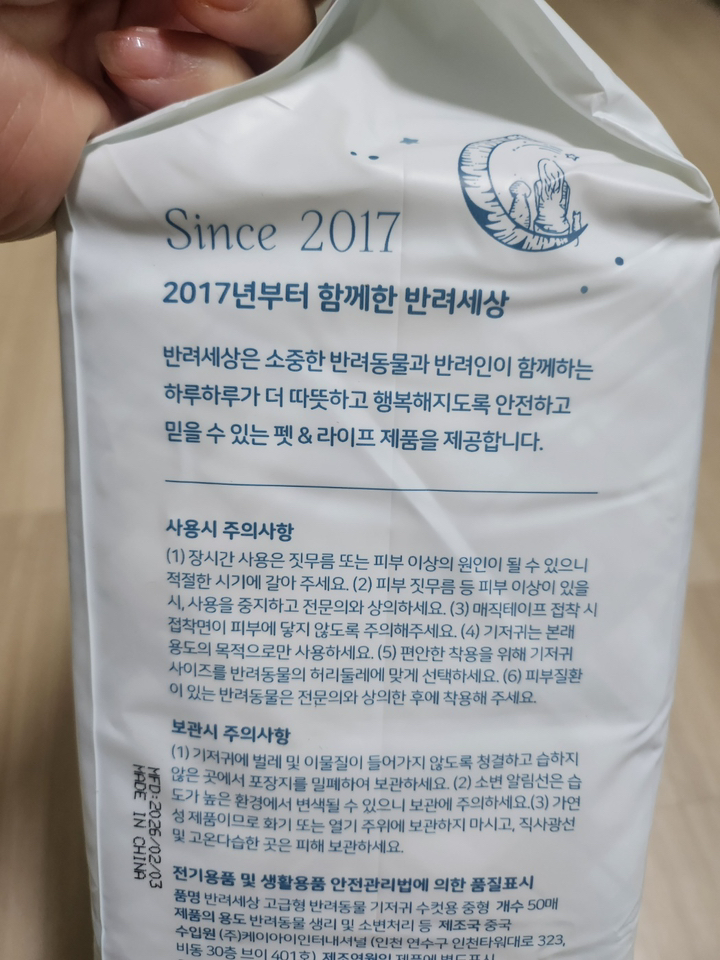 Since 2017
2017년부터 함께한 반려세상
반려세상은 소중한 반려동물과 반려인이 함께하는
하루하루가 더 따뜻하고 행복해지도록 안전하고
믿을 수 있는 펫 & 라이프 제품을 제공합니다.
사용시 주의사항
(1) 장시간 사용은 짓무름 또는 피부 이상의 원인이 될 수 있으니
적절한 시기에 갈아 주세요. (2) 피부 짓무름 등 피부 이상이 있을
시, 사용을 중지하고 전문의와 상의하세요. (3) 매직테이프 접착 시
접착면이 피부에 닿지 않도록 주의해주세요. (4) 기저귀는 본래
용도의 목적으로만 사용하세요. (5) 편안한 착용을 위해 기저귀
사이즈를 반려동물의 허리둘레에 맞게 선택하세요. (6) 피부질환
이 있는 반려동물은 전문의와 상의한 후에 착용해 주세요.
보관시 주의사항
(1) 기저귀에 벌레 및 이물질이 들어가지 않도록 청결하고 습하지
않은 곳에서 포장지를 밀폐하여 보관하세요. (2) 소변 알림선은 습
도가 높은 환경에서 변색될 수 있으니 보관에 주의하세요.(3) 가연
성 제품이므로 화기 또는 열기 주위에 보관하지 마시고, 직사광선
및 고온다습한 곳은 피해 보관하세요.
MFD:2026/02/03
MADE IN CHINA
전기용품 및 생활용품 안전관리법에 의한 품질표시
품명 반려세상 고급형 반려동물 기저귀 수컷용 중형 개수 50매
제품의 용도 반려동물 생리 및 소변처리 등 제조국 중국
수입원 (주)케이아이인터내셔널 (인천 연수구 인천타워대로 323,
비동 30층 브이 401호) 제조연월일 제품에 별도표시